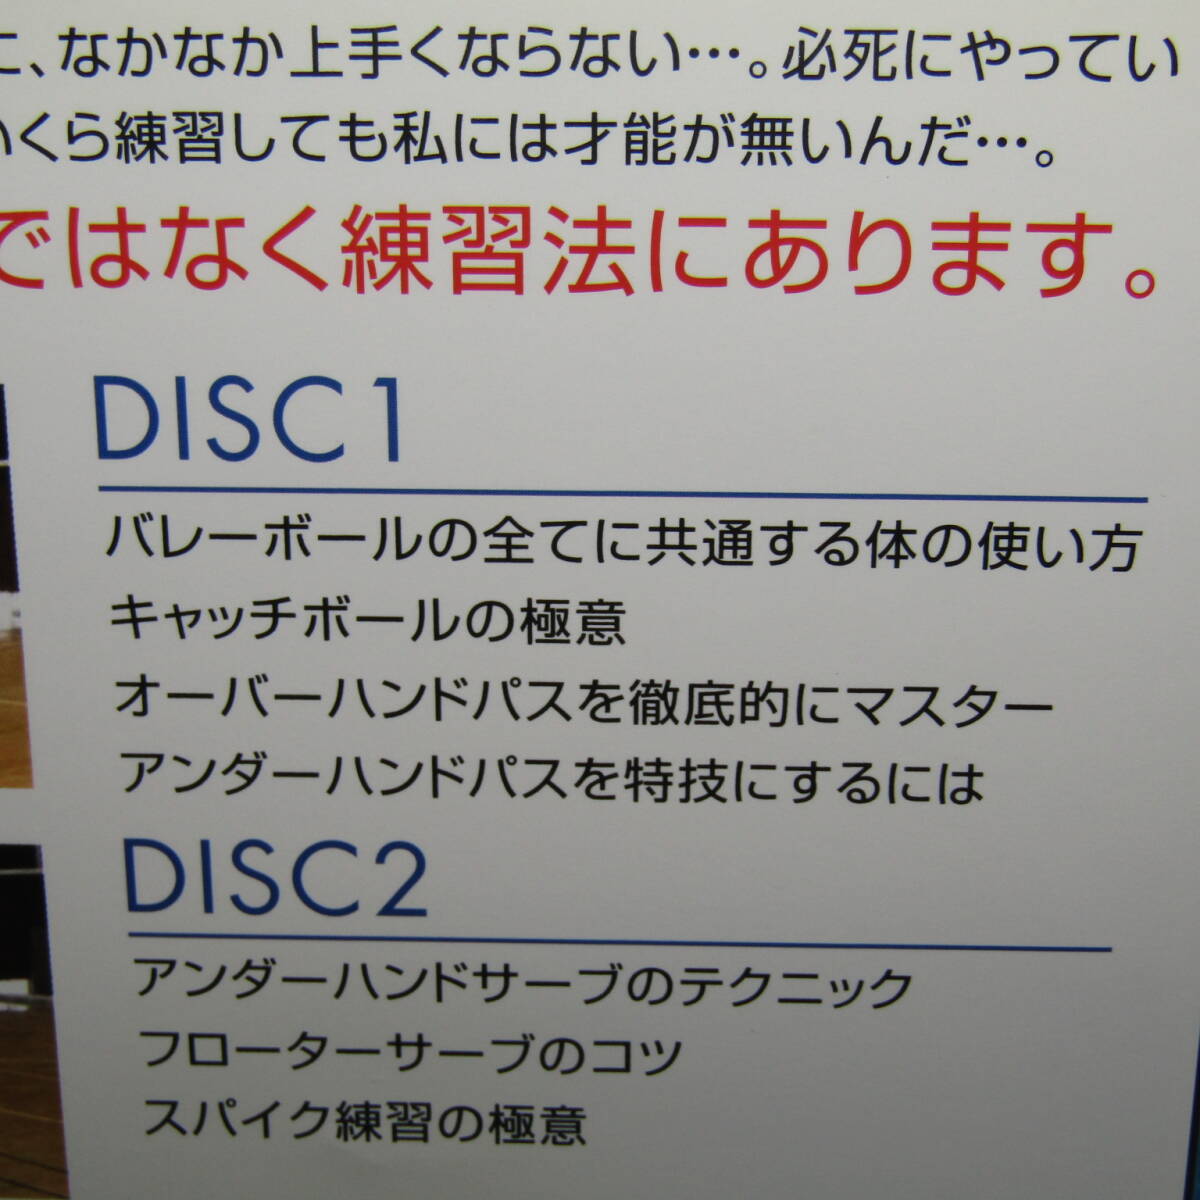 に、なかなか上手くならない…。必死にやってい
いくら練習しても私には才能が無いんだ…。
ではなく練習法にあります。
DISC1
バレーボールの全てに共通する体の使い方
キャッチボールの極意
オーバーハンドパスを徹底的にマスター
アンダーハンドパスを特技にするには
DISC2
アンダーハンドサーブのテクニック
フローターサーブのコツ
スパイク練習の極意